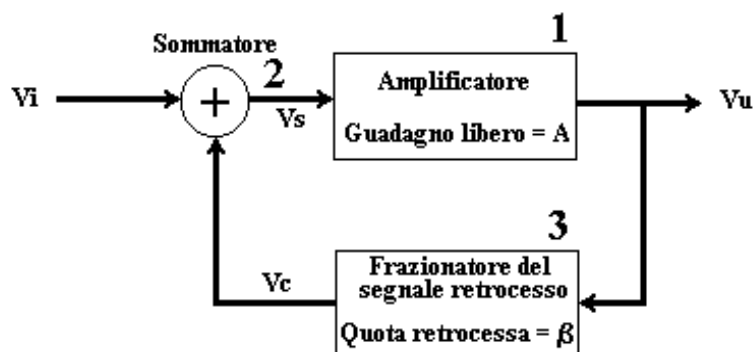 1
Sommatore
2
Vi
+
Vs
Amplificatore
Guadagno libero = A
Vu
3
Vc
Frazionatore del
segnale retrocesso
Quota retrocessa = β